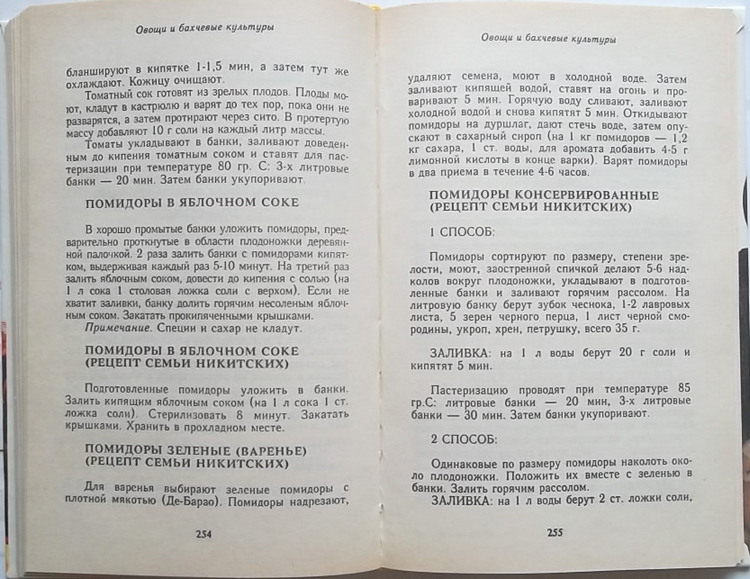 Овощи и бахчевые культуры
бланшируют в кипятке 1-1,5 мин, а затем тут же
охлаждают. Кожицу очищают.
Томатный сок готовят из зрелых плодов. Плоды мо-
ют, кладут в кастрюлю и варят до тех пор, пока они не
разварятся, а затем протирают через сито. В протертую
массу добавляют 10 г соли на каждый литр массы.
Томаты укладывают в банки, заливают доведен-
ным до кипения томатным соком и ставят для пас-
теризации при температуре 80 гр. С: 3-х литровые
банки — 20 мин. Затем банки укупоривают.
ПОМИДОРЫ В ЯБЛОЧНОМ СОКЕ
В хорошо промытые банки уложить помидоры, пред-
варительно проткнутые в области плодоножки деревян-
ной палочкой. 2 раза залить банки с помидорами кипят-
ком, выдерживая каждый раз 5-10 минут. На третий раз
залить яблочным соком, довести до кипения с солью (на
1 л сока 1 столовая ложка соли с верхом). Если не
хватит заливки, банку долить горячим несоленым яблоч-
ным соком. Закатать прокипяченными крышками.
Примечание. Специи и сахар не кладут.
ПОМИДОРЫ В ЯБЛОЧНОМ СОКЕ
(РЕЦЕПТ СЕМЬИ НИКИТСКИХ)
Подготовленные помидоры уложить в банки.
Залить кипящим яблочным соком (на 1 л сока 1 ст.
ложка соли). Стерилизовать 8 минут. Закатать
крышками. Хранить в прохладном месте.
ПОМИДОРЫ ЗЕЛЕНЫЕ (ВАРЕНЬЕ)
(РЕЦЕПТ СЕМЬИ НИКИТСКИХ)
Для варенья выбирают зеленые помидоры с
плотной мякотью (Де-Барао). Помидоры надрезают,
254
Овощи и бахчевые культуры
удаляют семена, моют в холодной воде. Затем
заливают кипящей водой, ставят на огонь и про-
варивают 5 мин. Горячую воду сливают, заливают
холодной водой и снова кипятят 5 мин. Откидывают
помидоры на дуршлаг, дают стечь воде, затем опус-
кают в сахарный сироп (на 1 кг помидоров — 1,2
кг сахара, 1 ст. воды, для аромата добавить 4-5 г
лимонной кислоты в конце варки). Варят помидоры
в два приема в течение 4-6 часов.
ПОМИДОРЫ КОНСЕРВИРОВАННЫЕ
(РЕЦЕПТ СЕМЬИ НИКИТСКИХ)
1 СПОСОБ:
Помидоры сортируют по размеру, степени зре-
лости, моют, заостренной спичкой делают 5-6 над-
колов вокруг плодоножки, укладывают в подготов-
ленные банки и заливают горячим рассолом. На
литровую банку берут зубок чеснока, 1-2 лавровых
листа, 5 зерен черного перца, 1 лист черной смо-
родины, укроп, хрен, петрушку, всего 35 г.
ЗАЛИВКА: на 1 л воды берут 20 г соли и
кипятят 5 мин.
Пастеризацию проводят при температуре 85
гр.С: литровые банки — 20 мин, 3-х литровые
банки — 30 мин. Затем банки укупоривают.
2 СПОСОБ:
Одинаковые по размеру помидоры наколоть око-
ло плодоножки. Положить их вместе с зеленью в
банки. Залить горячим рассолом.
ЗАЛИВКА: на 1 л воды берут 2 ст. ложки соли,
255